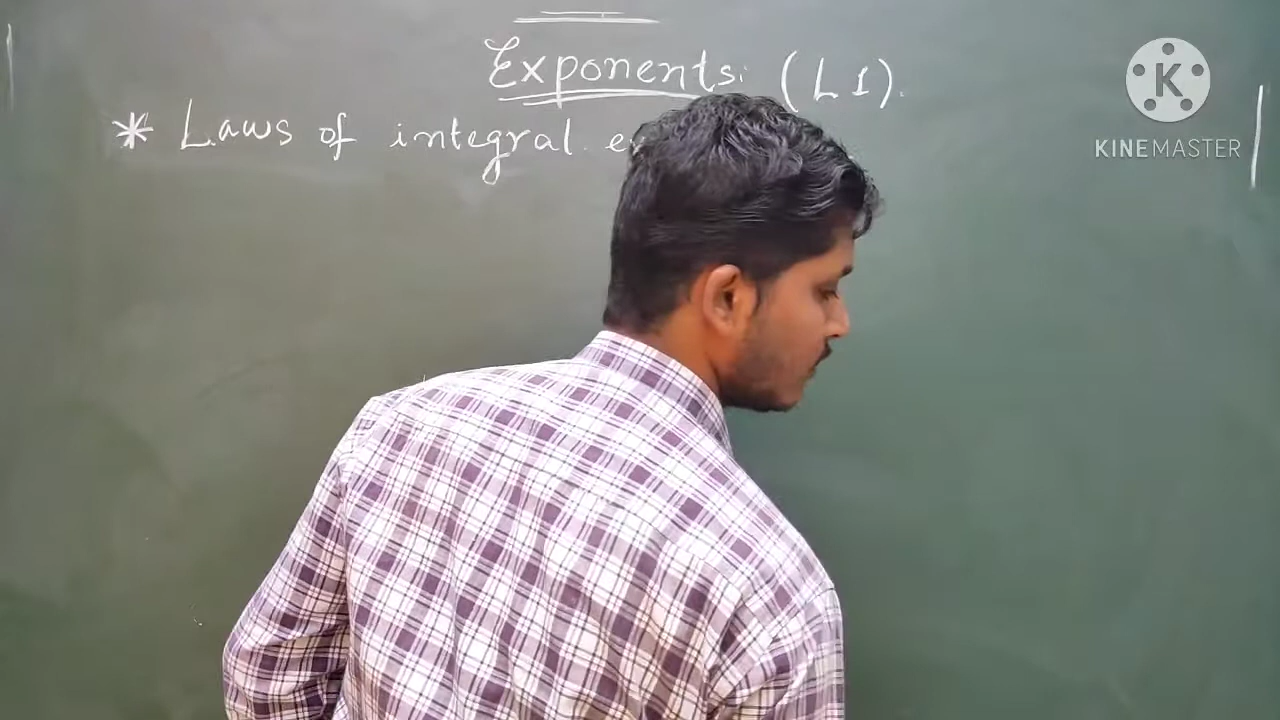 Exponents: (L1).
* Laws of integral
K
KINEMASTER